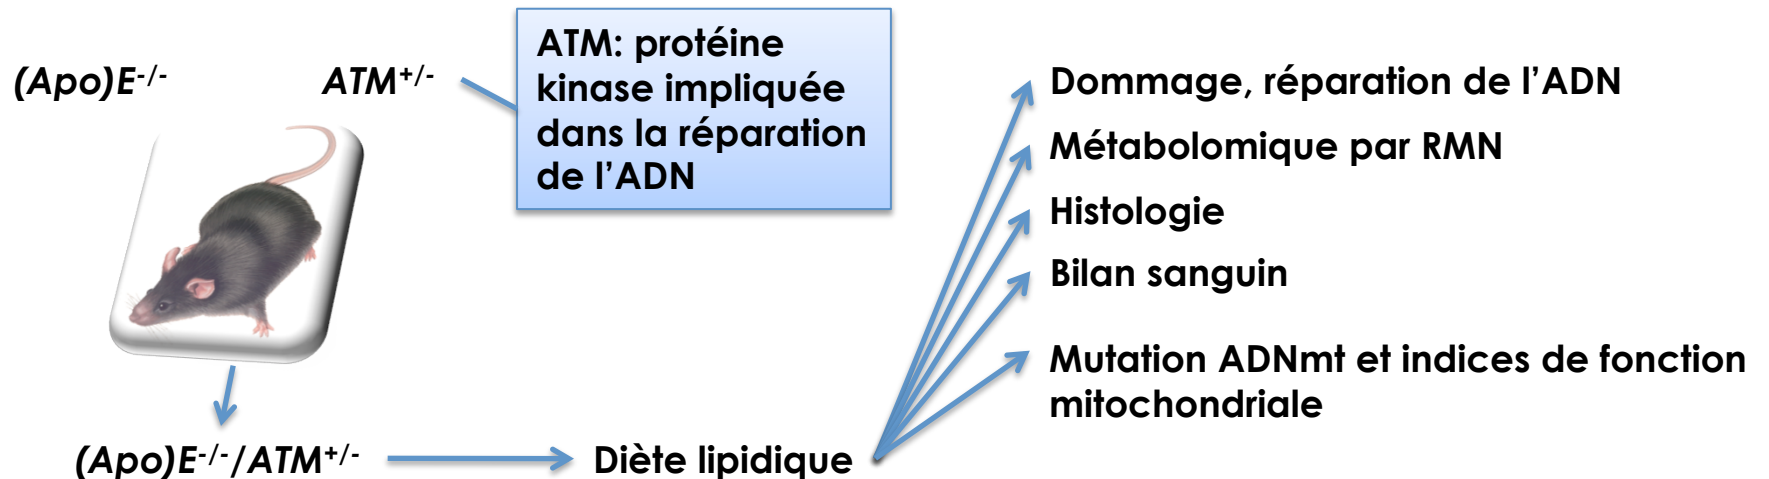 (Apo)E-/-
ATM+/-
ATM: protéine
kinase impliquée
dans la réparation
de l’ADN
(Apo)E-/-/ATM+/-
Diète lipidique
Dommage, réparation de l’ADN
Métabolomique par RMN
Histologie
Bilan sanguin
Mutation ADNmt et indices de fonction
mitochondriale